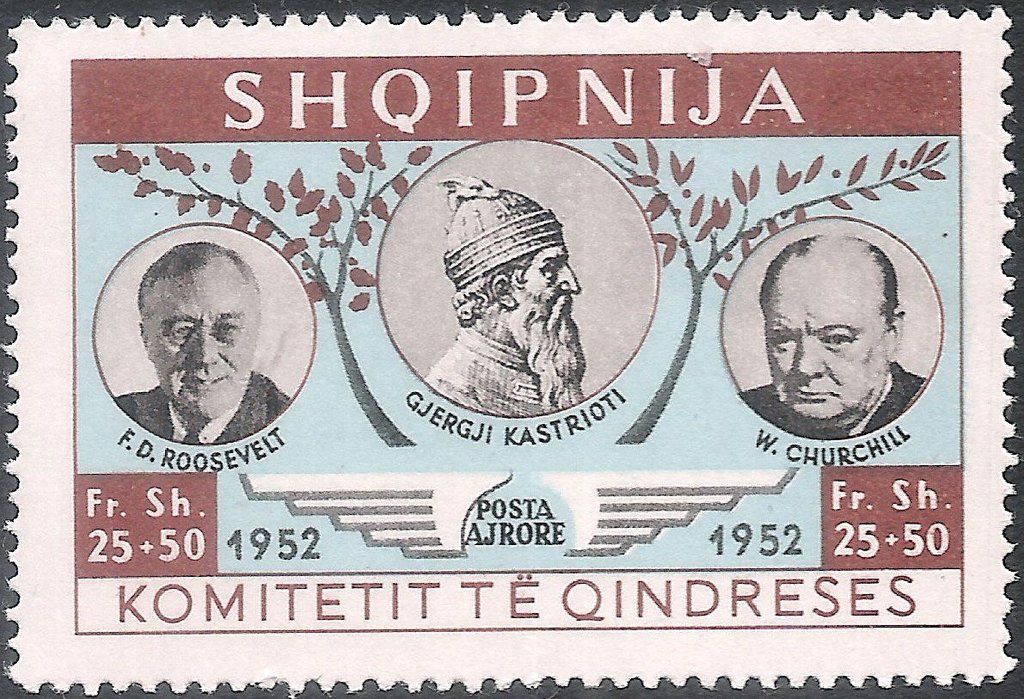 SHQIPNIJA
F. D. ROOSEVELT
GJERGJI KASTRIOTI
W. CHURCHILL
Fr. Sh.
25+50
1952
POSTA
AJRORE
1952
Fr. Sh.
25+50
KOMITETIT TË QINDRESES